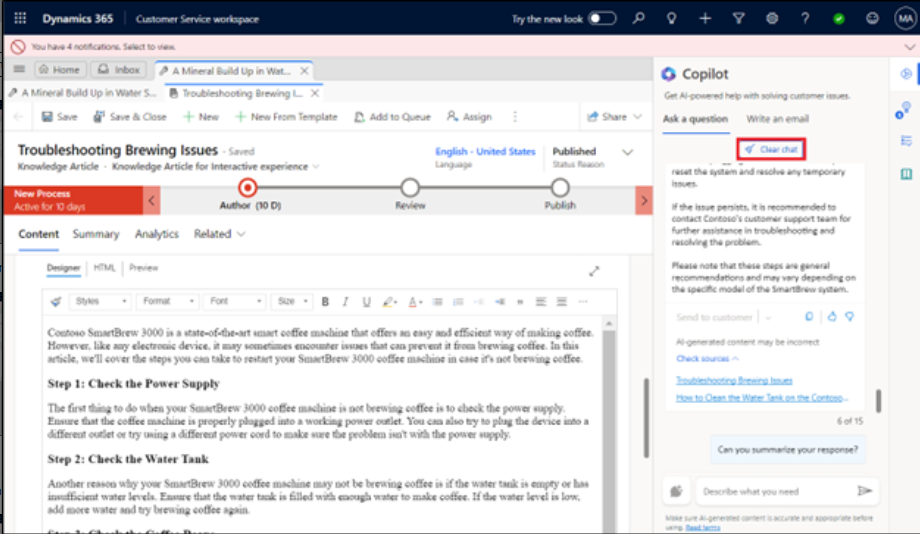 Dynamics 365
Customer Service workspace
Try the new look
MA
You have 4 notifications. Select to view.
Home
Inbox
A Mineral Build Up in Wat...
A Mineral Build Up in Water S...
Troubleshooting Brewing I...
Save
Save & Close
New
New From Template
Add to Queue
Assign
Share
Troubleshooting Brewing Issues - Saved
Knowledge Article · Knowledge Article for Interactive experience
English - United States
Language
Published
Status Reason
New Process
Active for 10 days
Author (10 D)
Review
Publish
Content
Summary
Analytics
Related
Designer
HTML
Preview
Styles
Format
Font
Size
B
I
U
A
Contoso SmartBrew 3000 is a state-of-the-art smart coffee machine that offers an easy and efficient way of making coffee.
However, like any electronic device, it may sometimes encounter issues that can prevent it from brewing coffee. In this
article, we'll cover the steps you can take to restart your SmartBrew 3000 coffee machine in case it's not brewing coffee.
Step 1: Check the Power Supply
The first thing to do when your SmartBrew 3000 coffee machine is not brewing coffee is to check the power supply.
Ensure that the coffee machine is properly plugged into a working power outlet. You can also try to plug the device into a
different outlet or try using a different power cord to make sure the problem isn't with the power supply.
Step 2: Check the Water Tank
Another reason why your SmartBrew 3000 coffee machine may not be brewing coffee is if the water tank is empty or has
insufficient water levels. Ensure that the water tank is filled with enough water to make coffee. If the water level is low,
add more water and try brewing coffee again.
Copilot
Get AI-powered help with solving customer issues.
Ask a question
Write an email
Clear chat
reset the system and resolve any temporary
issues.
If the issue persists, it is recommended to
contact Contoso's customer support team for
further assistance in troubleshooting and
resolving the problem.
Please note that these steps are general
recommendations and may vary depending on
the specific model of the SmartBrew system.
Send to customer
AI-generated content may be incorrect
Check sources
Troubleshooting Brewing Issues
How to Clean the Water Tank on the Contoso...
6 of 15
Can you summarize your response?
Describe what you need
Make sure AI-generated content is accurate and appropriate before
using. Read terms